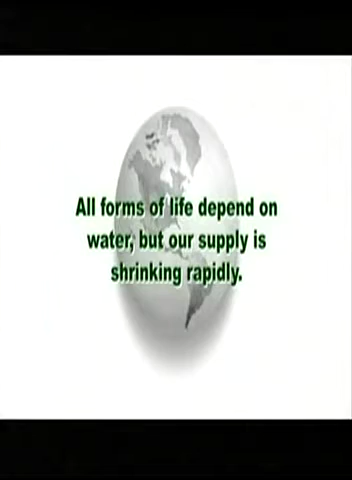 All forms of life depend on
water, but our supply is
shrinking rapidly.